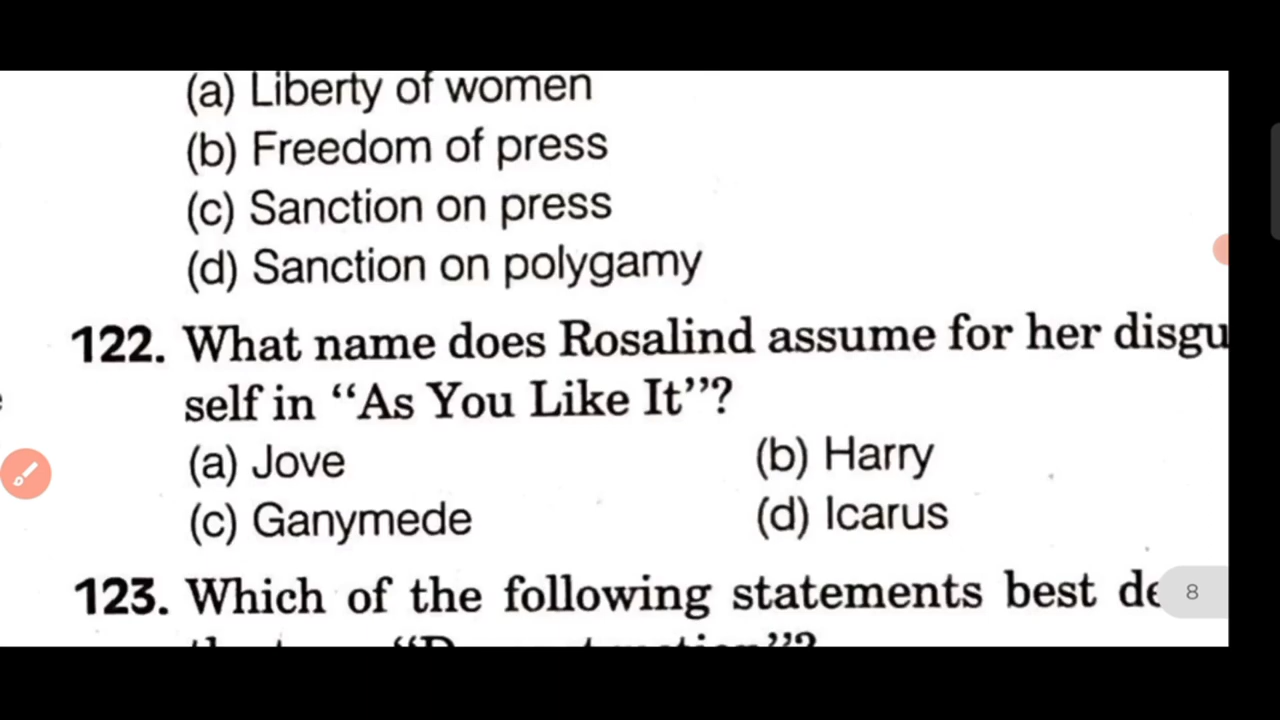 (a) Liberty of women
(b) Freedom of press
(c) Sanction on press
(d) Sanction on polygamy
122. What name does Rosalind assume for her disgu
self in “As You Like It”?
(a) Jove (b) Harry
(c) Ganymede (d) Icarus
123. Which of the following statements best de
8